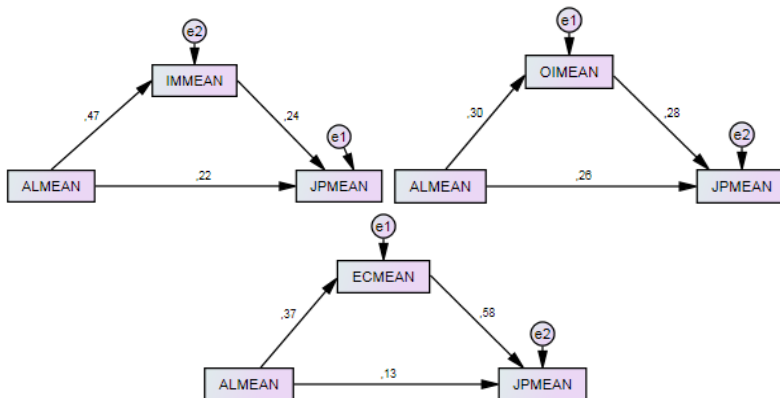 e2
IMMEAN
,47
,24
e1
ALMEAN
,22
JPMEAN
e1
OIMEAN
,30
,28
e2
ALMEAN
,26
JPMEAN
e1
ECMEAN
,37
,58
e2
ALMEAN
,13
JPMEAN